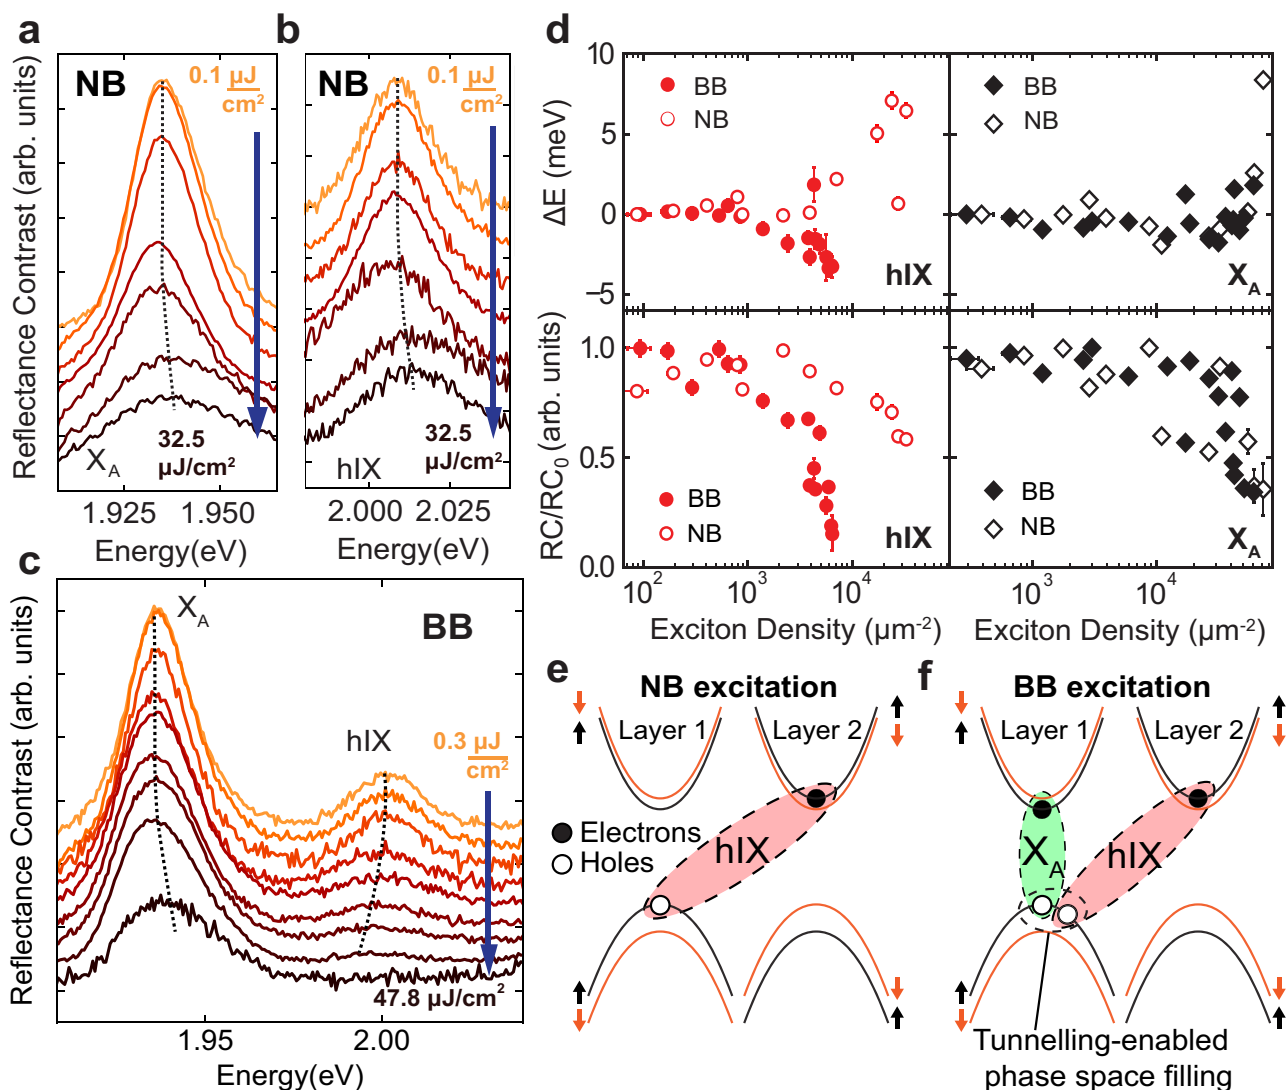 a
NB
0.1 μJ
cm²
32.5
μJ/cm²
X_A
1.925
1.950
Energy(eV)
Reflectance Contrast (arb. units)
b
NB
0.1 μJ
cm²
hIX
32.5
μJ/cm²
2.000
2.025
Energy(eV)
c
X_A
BB
hIX
0.3 μJ
cm²
47.8 μJ/cm²
1.95
2.00
Energy(eV)
Reflectance Contrast (arb. units)
d
10
5
0
−5
ΔE (meV)
BB
NB
hIX
BB
NB
X_A
1.0
0.5
0.0
RC/RC₀ (arb. units)
BB
NB
hIX
BB
NB
X_A
10²
10³
10⁴
10³
10⁴
Exciton Density (μm⁻²)
Exciton Density (μm⁻²)
e
NB excitation
Layer 1
Layer 2
Electrons
Holes
hIX
f
BB excitation
Layer 1
Layer 2
X_A
hIX
Tunnelling-enabled
phase space filling